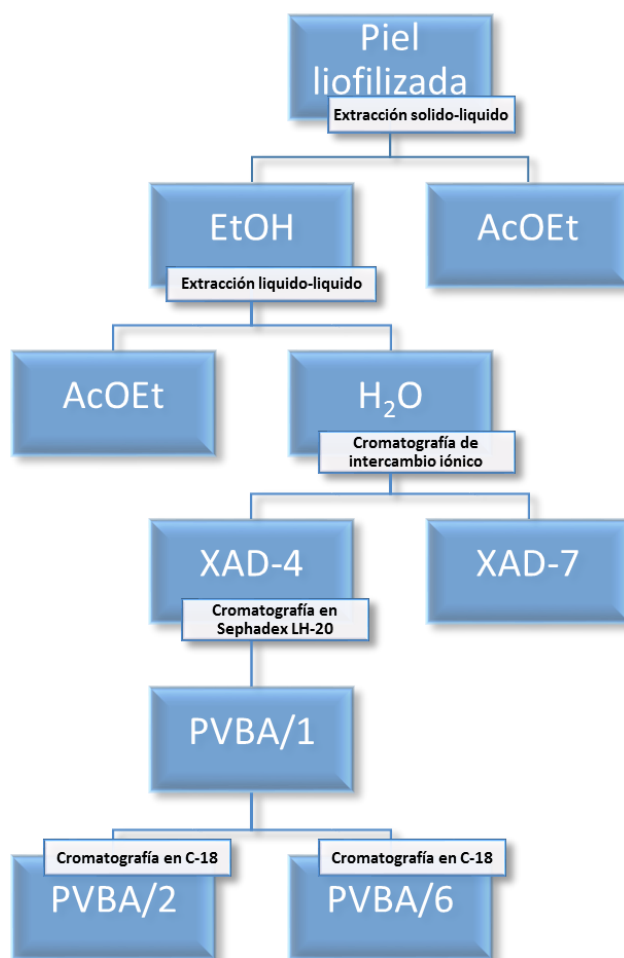 Piel
liofilizada
Extracción solido-liquido
EtOH
AcOEt
Extracción liquido-liquido
AcOEt
H₂O
Cromatografía de
intercambio iónico
XAD-4
XAD-7
Cromatografía en
Sephadex LH-20
PVBA/1
Cromatografía en C-18
Cromatografía en C-18
PVBA/2
PVBA/6